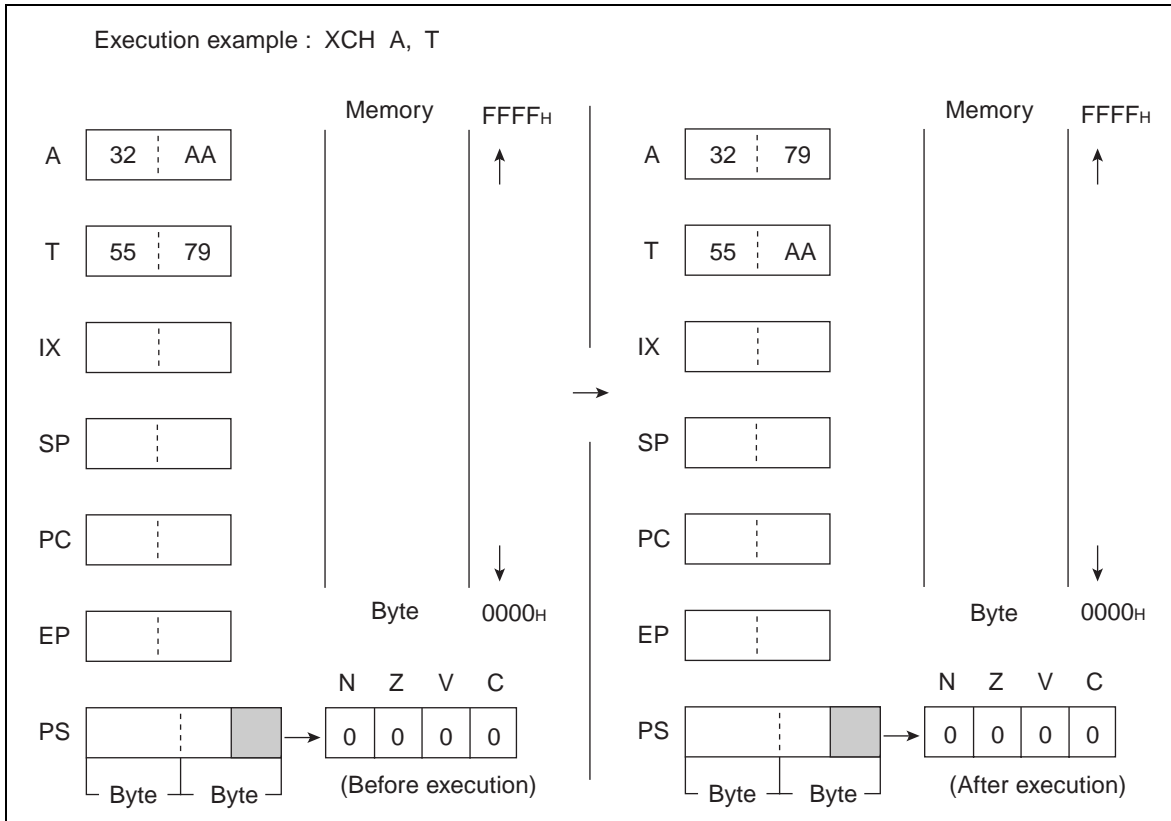 Execution example : XCH A, T
Memory FFFFH
A 32 AA
T 55 79
IX
SP
PC
EP
Byte 0000H
N Z V C
PS 0 0 0 0
Byte Byte (Before execution)
Memory FFFFH
A 32 79
T 55 AA
IX
SP
PC
EP
Byte 0000H
N Z V C
PS 0 0 0 0
Byte Byte (After execution)